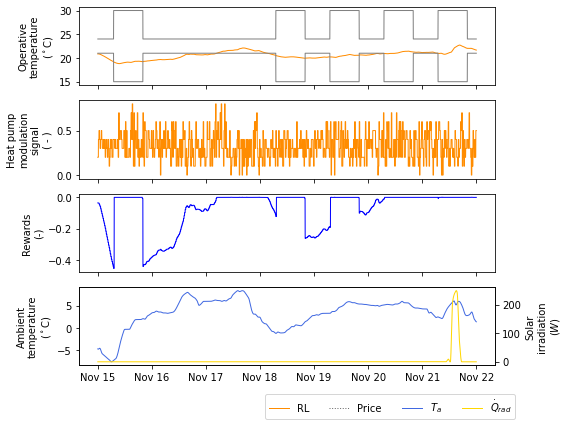 Operative
temperature
(°C)
30
25
20
15
Heat pump
modulation
signal
( - )
0.5
0.0
Rewards
(-)
0.0
−0.2
−0.4
Ambient
temperature
(°C)
5
0
−5
200
100
0
Solar
irradiation
(W)
Nov 15 Nov 16 Nov 17 Nov 18 Nov 19 Nov 20 Nov 21 Nov 22
RL Price Ta Q̇rad